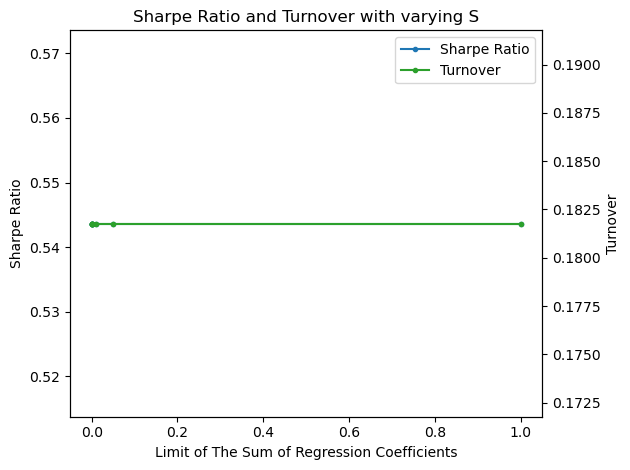 Sharpe Ratio and Turnover with varying S
Sharpe Ratio
Turnover
0.57
0.56
0.55
0.54
0.53
0.52
Sharpe Ratio
0.1900
0.1875
0.1850
0.1825
0.1800
0.1775
0.1750
0.1725
Turnover
0.0 0.2 0.4 0.6 0.8 1.0
Limit of The Sum of Regression Coefficients